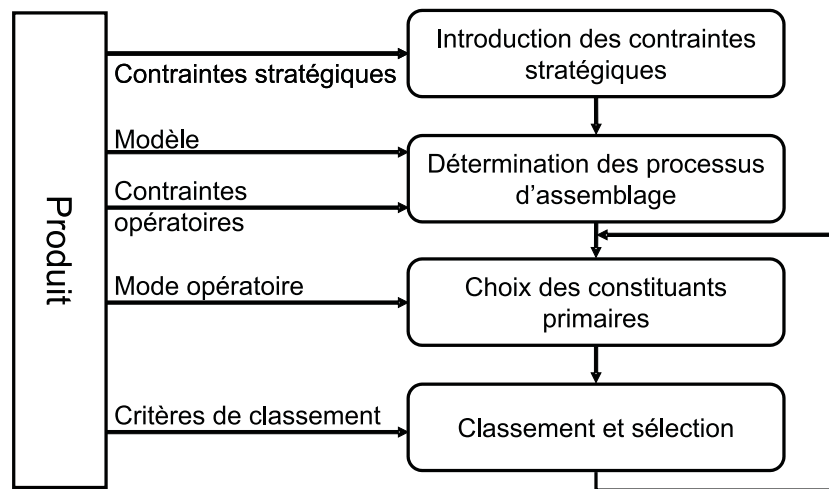 Produit
Contraintes stratégiques
Introduction des contraintes
stratégiques
Modèle
Contraintes
opératoires
Détermination des processus
d'assemblage
Mode opératoire
Choix des constituants
primaires
Critères de classement
Classement et sélection